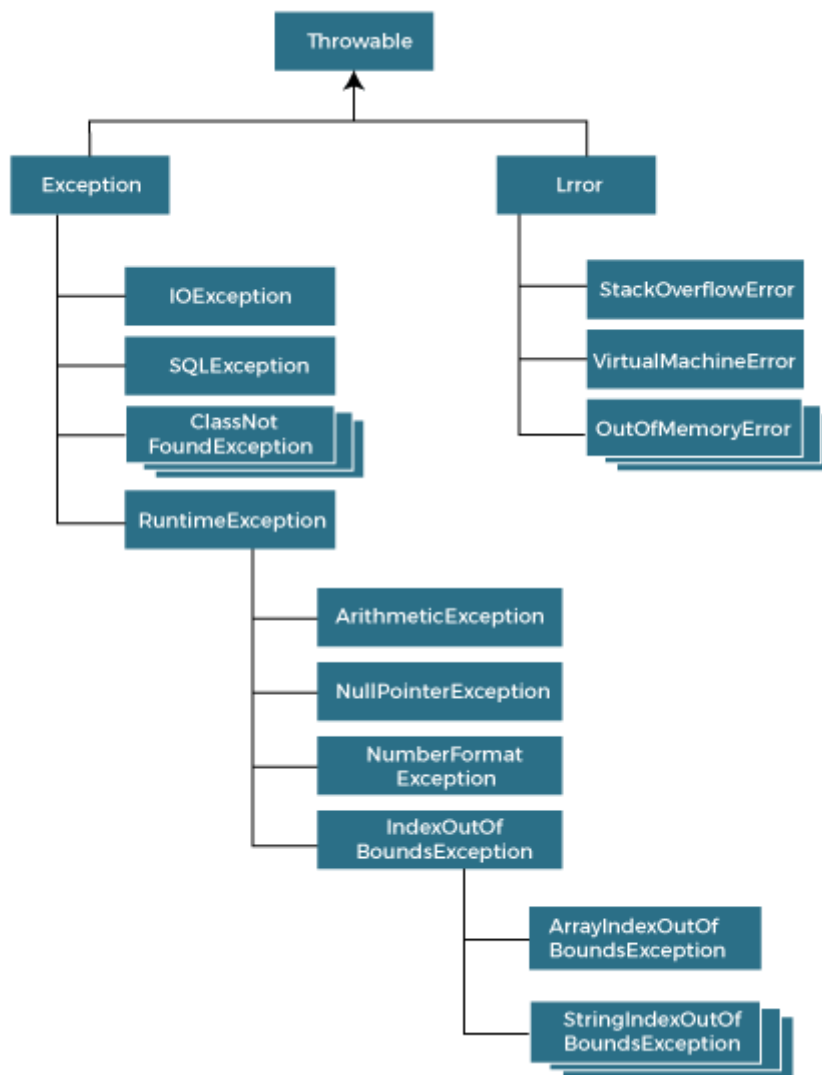 Throwable
Exception
Lrror
IOException
SQLException
ClassNot
FoundException
RuntimeException
StackOverflowError
VirtualMachineError
OutOfMemoryError
ArithmeticException
NullPointerException
NumberFormat
Exception
IndexOutOf
BoundsException
ArrayIndexOutOf
BoundsException
StringIndexOutOf
BoundsException